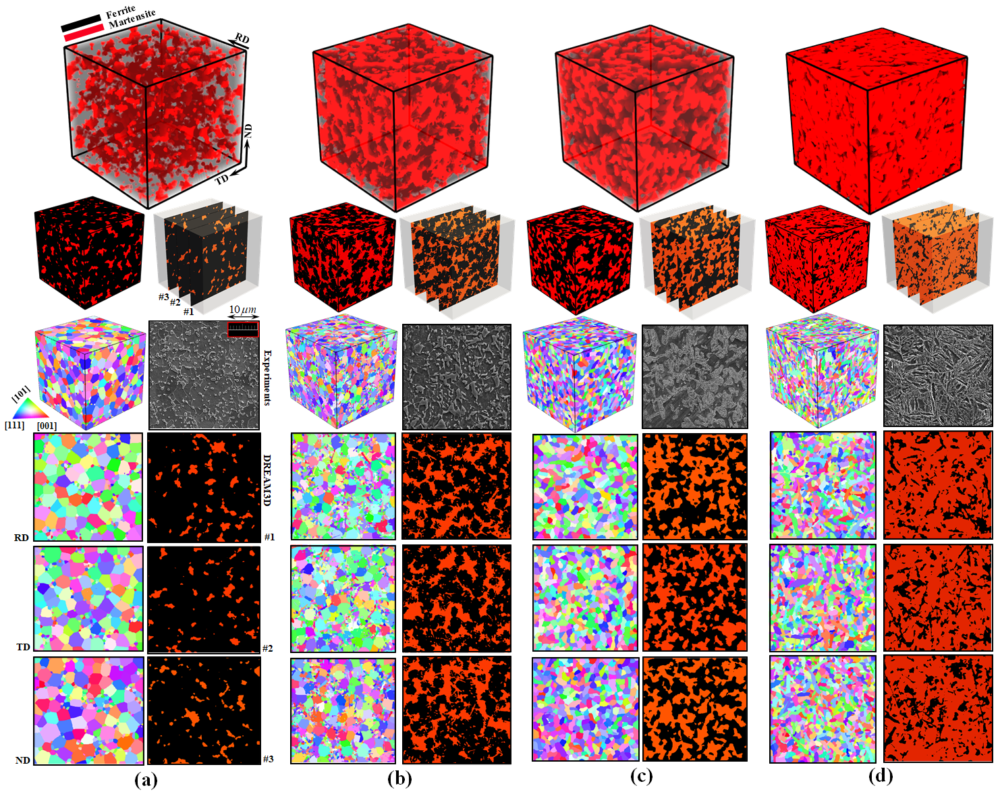 Ferrite
Martensite
RD
ND
TD
#3
#2
#1
10 μm
Experiments
[101]
[111]
[001]
DREAM3D
RD
#1
TD
#2
ND
#3
(a)
(b)
(c)
(d)